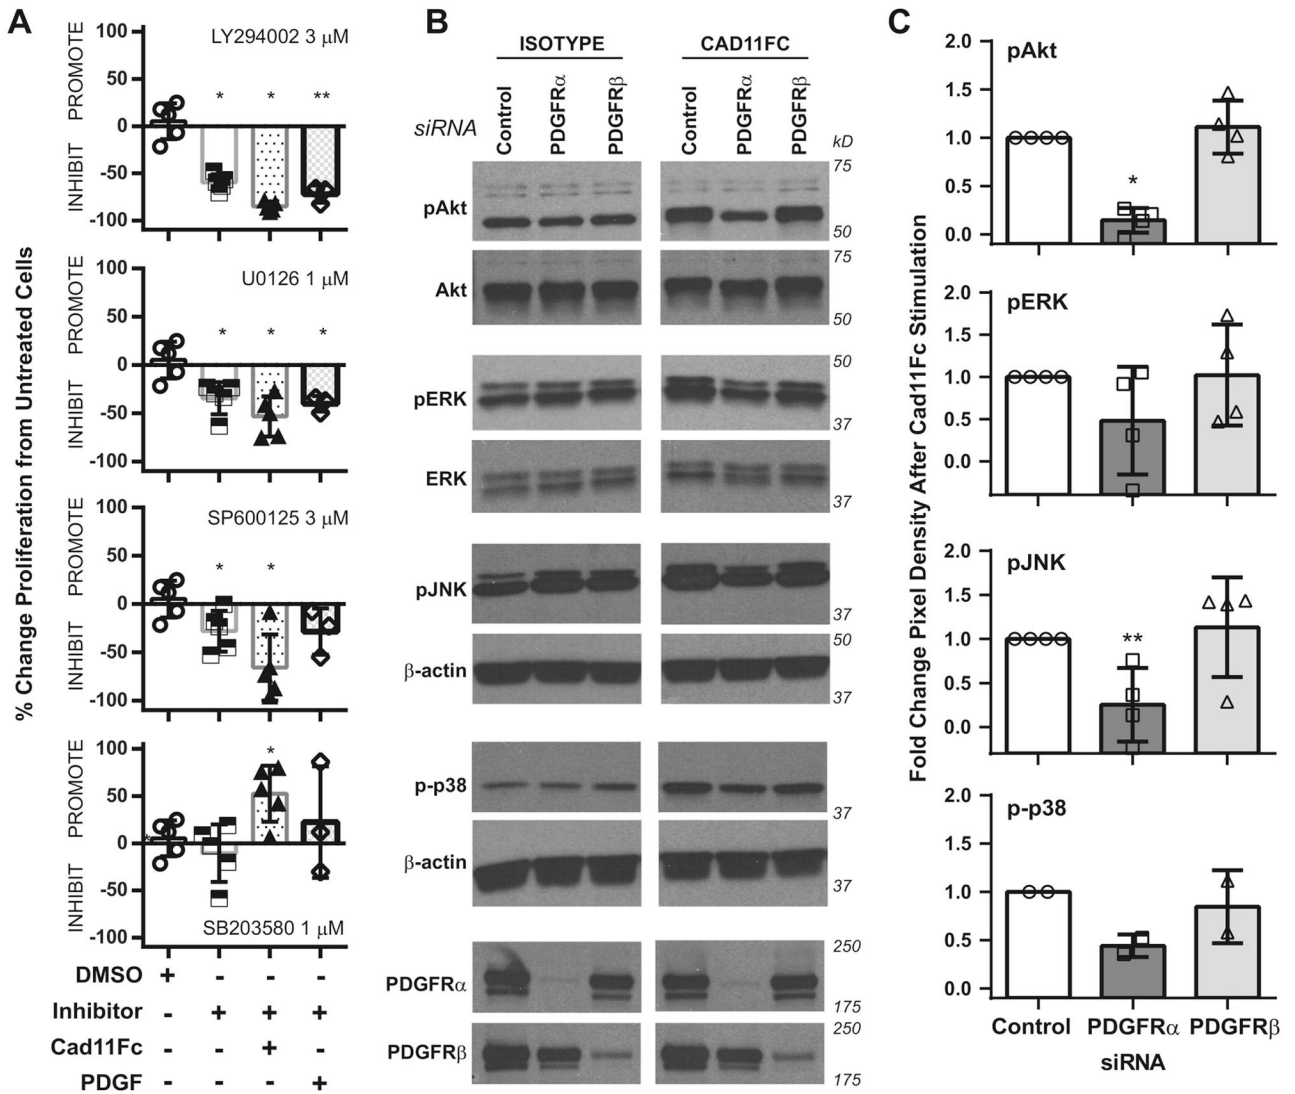 A
% Change Proliferation from Untreated Cells
PROMOTE
INHIBIT
100
50
0
-50
-100
LY294002 3 μM
* * **
PROMOTE
INHIBIT
100
50
0
-50
-100
U0126 1 μM
* * *
PROMOTE
INHIBIT
100
50
0
-50
-100
SP600125 3 μM
* *
PROMOTE
INHIBIT
100
50
0
-50
-100
*
*
SB203580 1 μM
DMSO + - - -
Inhibitor - + + +
Cad11Fc - - + -
PDGF - - - +
B
ISOTYPE CAD11FC
siRNA Control PDGFRα PDGFRβ Control PDGFRα PDGFRβ kD
75
pAkt
50
75
Akt
50
50
pERK
37
ERK
37
pJNK
37
50
β-actin
37
p-p38
37
β-actin
37
250
PDGFRα
175
250
PDGFRβ
175
C
Fold Change Pixel Density After Cad11Fc Stimulation
pAkt
2.0
1.5
1.0
0.5
0.0
*
pERK
2.0
1.5
1.0
0.5
0.0
pJNK
2.0
1.5
1.0
0.5
0.0
**
p-p38
2.0
1.5
1.0
0.5
0.0
Control PDGFRα PDGFRβ
siRNA